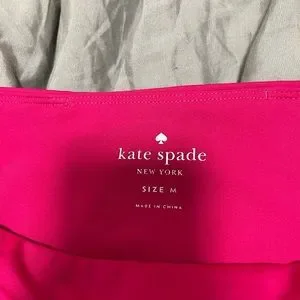 kate spade
NEW YORK
SIZE M
MADE IN CHINA